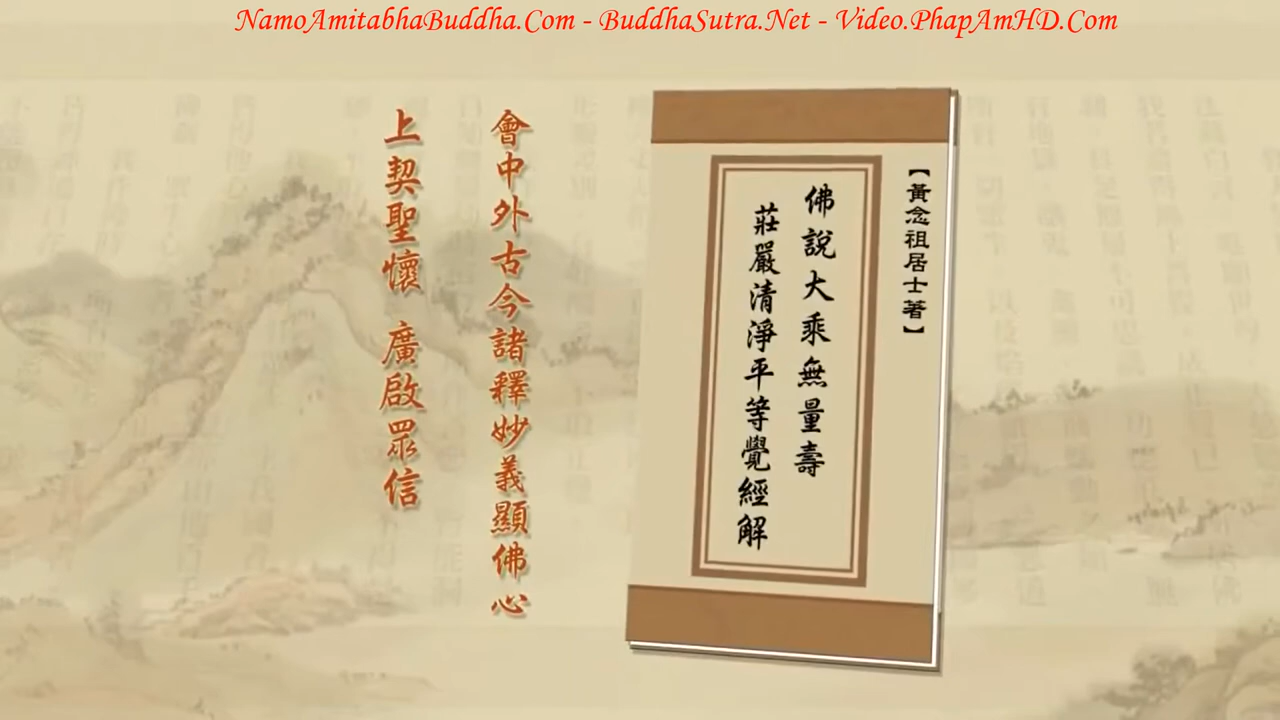 NamoAmitabhaBuddha.Com - BuddhaSutra.Net - Video.PhapAmHD.Com
【黃念祖居士著】
佛說大乘無量壽
莊嚴清淨平等覺經解
會中外古今諸釋妙義顯佛心
上契聖懷 廣啟眾信